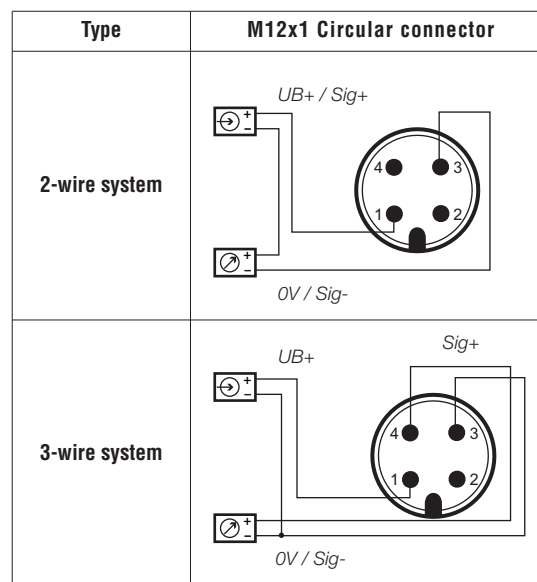 Type M12x1 Circular connector
2-wire system
UB+ / Sig+
+
-
4 3
1 2
+
-
0V / Sig-
3-wire system
UB+
Sig+
+
-
4 3
1 2
+
-
0V / Sig-